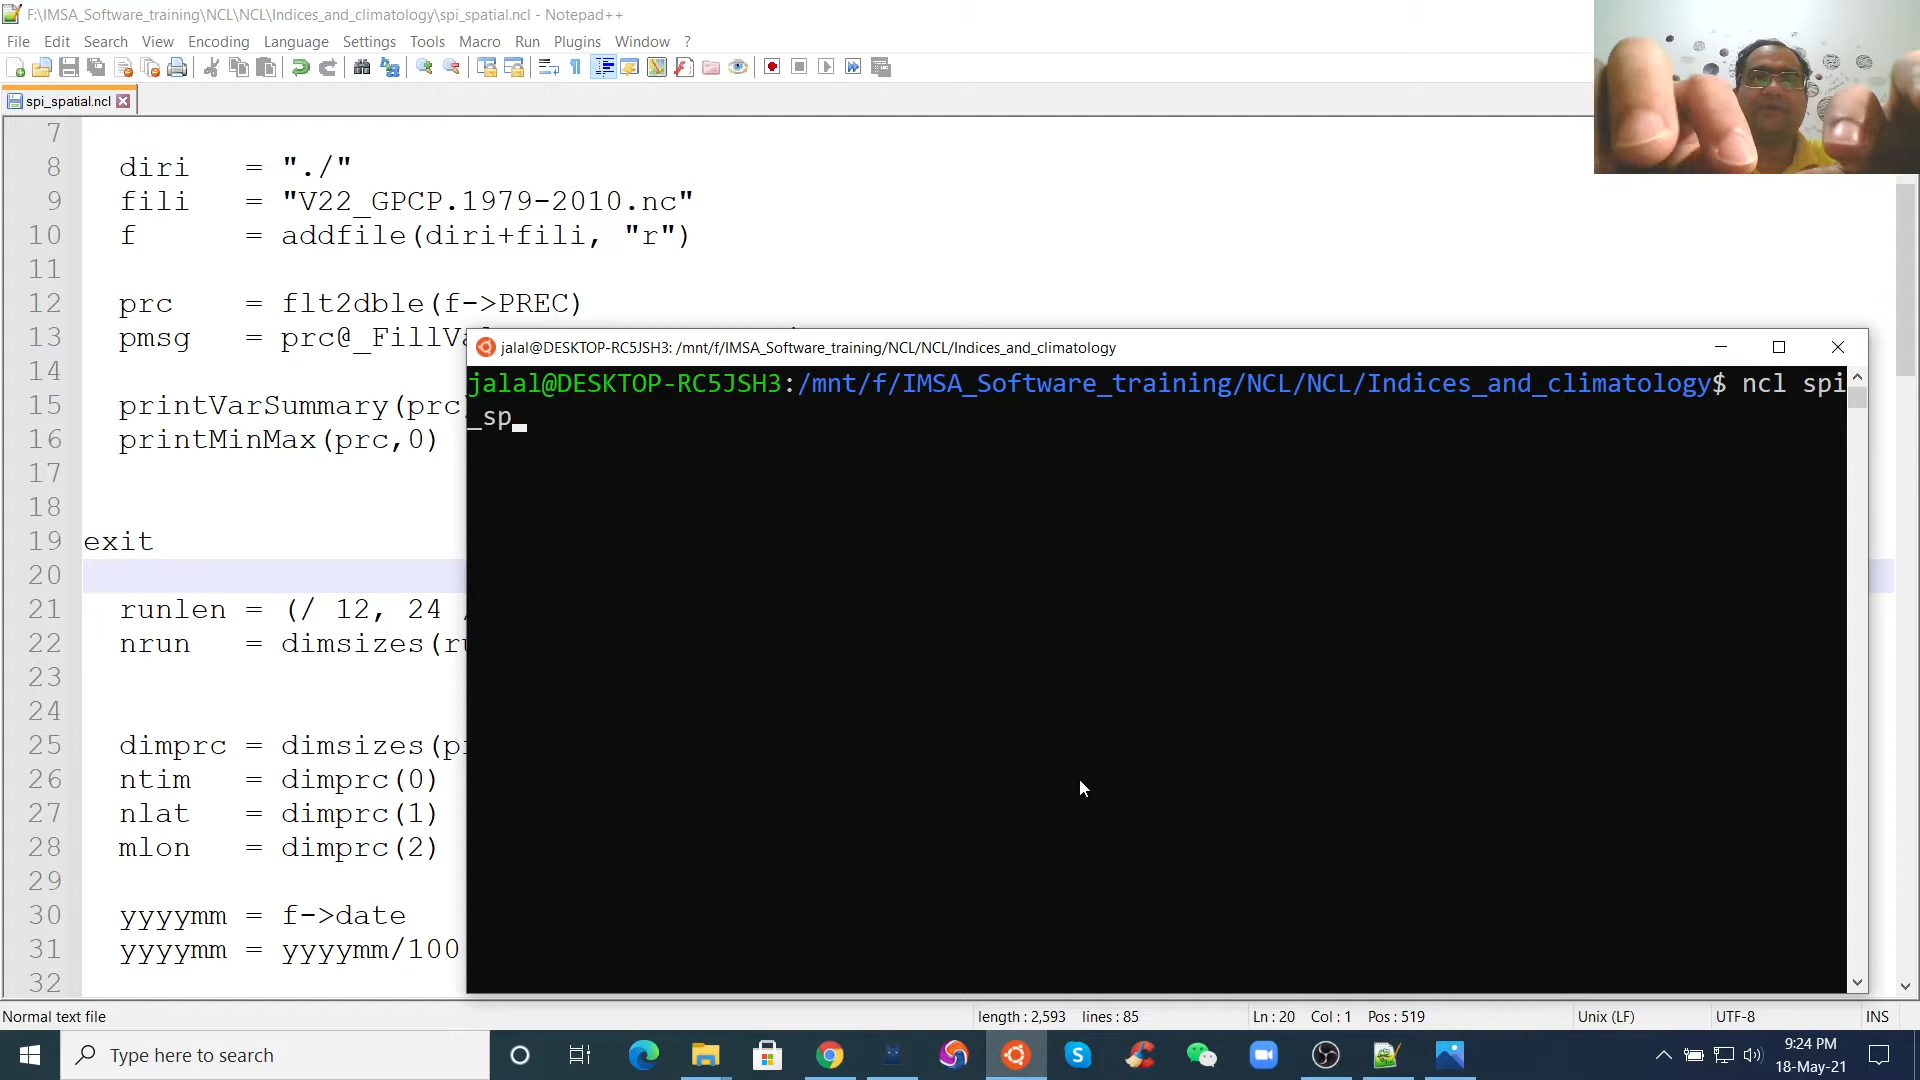 F:\IMSA_Software_training\NCL\NCL\Indices_and_climatology\spi_spatial.ncl - Notepad++
File Edit Search View Encoding Language Settings Tools Macro Run Plugins Window ?
spi_spatial.ncl
7
8 diri = "./"
9 fili = "V22_GPCP.1979-2010.nc"
10 f = addfile(diri+fili, "r")
11
12 prc = flt2dble(f->PREC)
13 pmsg = prc@_FillVa
14
15 printVarSummary(prc
16 printMinMax(prc,0)
17
18
19 exit
20
21 runlen = (/ 12, 24
22 nrun = dimsizes(ru
23
24
25 dimprc = dimsizes(pr
26 ntim = dimprc(0)
27 nlat = dimprc(1)
28 mlon = dimprc(2)
29
30 yyyymm = f->date
31 yyyymm = yyyymm/100
32
jalal@DESKTOP-RC5JSH3: /mnt/f/IMSA_Software_training/NCL/NCL/Indices_and_climatology
jalal@DESKTOP-RC5JSH3:/mnt/f/IMSA_Software_training/NCL/NCL/Indices_and_climatology$ ncl spi
_sp
Normal text file length : 2,593 lines : 85 Ln : 20 Col : 1 Pos : 519 Unix (LF) UTF-8 INS
Type here to search
9:24 PM
18-May-21